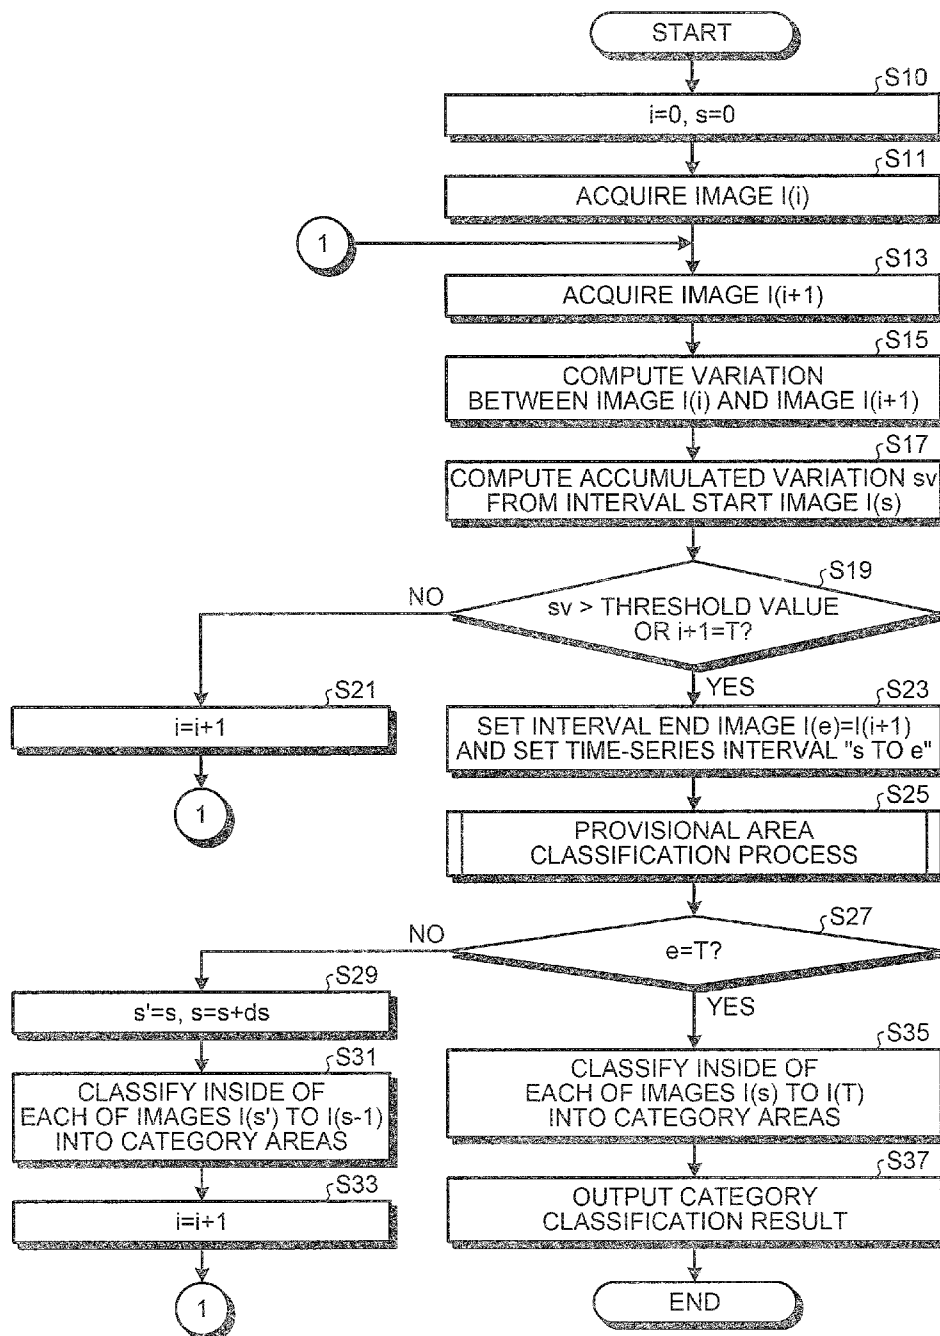 START
S10
i=0, s=0
S11
ACQUIRE IMAGE I(i)
1
S13
ACQUIRE IMAGE I(i+1)
S15
COMPUTE VARIATION
BETWEEN IMAGE I(i) AND IMAGE I(i+1)
S17
COMPUTE ACCUMULATED VARIATION sv
FROM INTERVAL START IMAGE I(s)
S19
sv > THRESHOLD VALUE
OR i+1=T?
NO
YES
S21
i=i+1
1
S23
SET INTERVAL END IMAGE I(e)=I(i+1)
AND SET TIME-SERIES INTERVAL "s TO e"
S25
PROVISIONAL AREA
CLASSIFICATION PROCESS
S27
e=T?
NO
YES
S29
s'=s, s=s+ds
S31
CLASSIFY INSIDE OF
EACH OF IMAGES I(s') TO I(s-1)
INTO CATEGORY AREAS
S33
i=i+1
1
S35
CLASSIFY INSIDE OF
EACH OF IMAGES I(s) TO I(T)
INTO CATEGORY AREAS
S37
OUTPUT CATEGORY
CLASSIFICATION RESULT
END